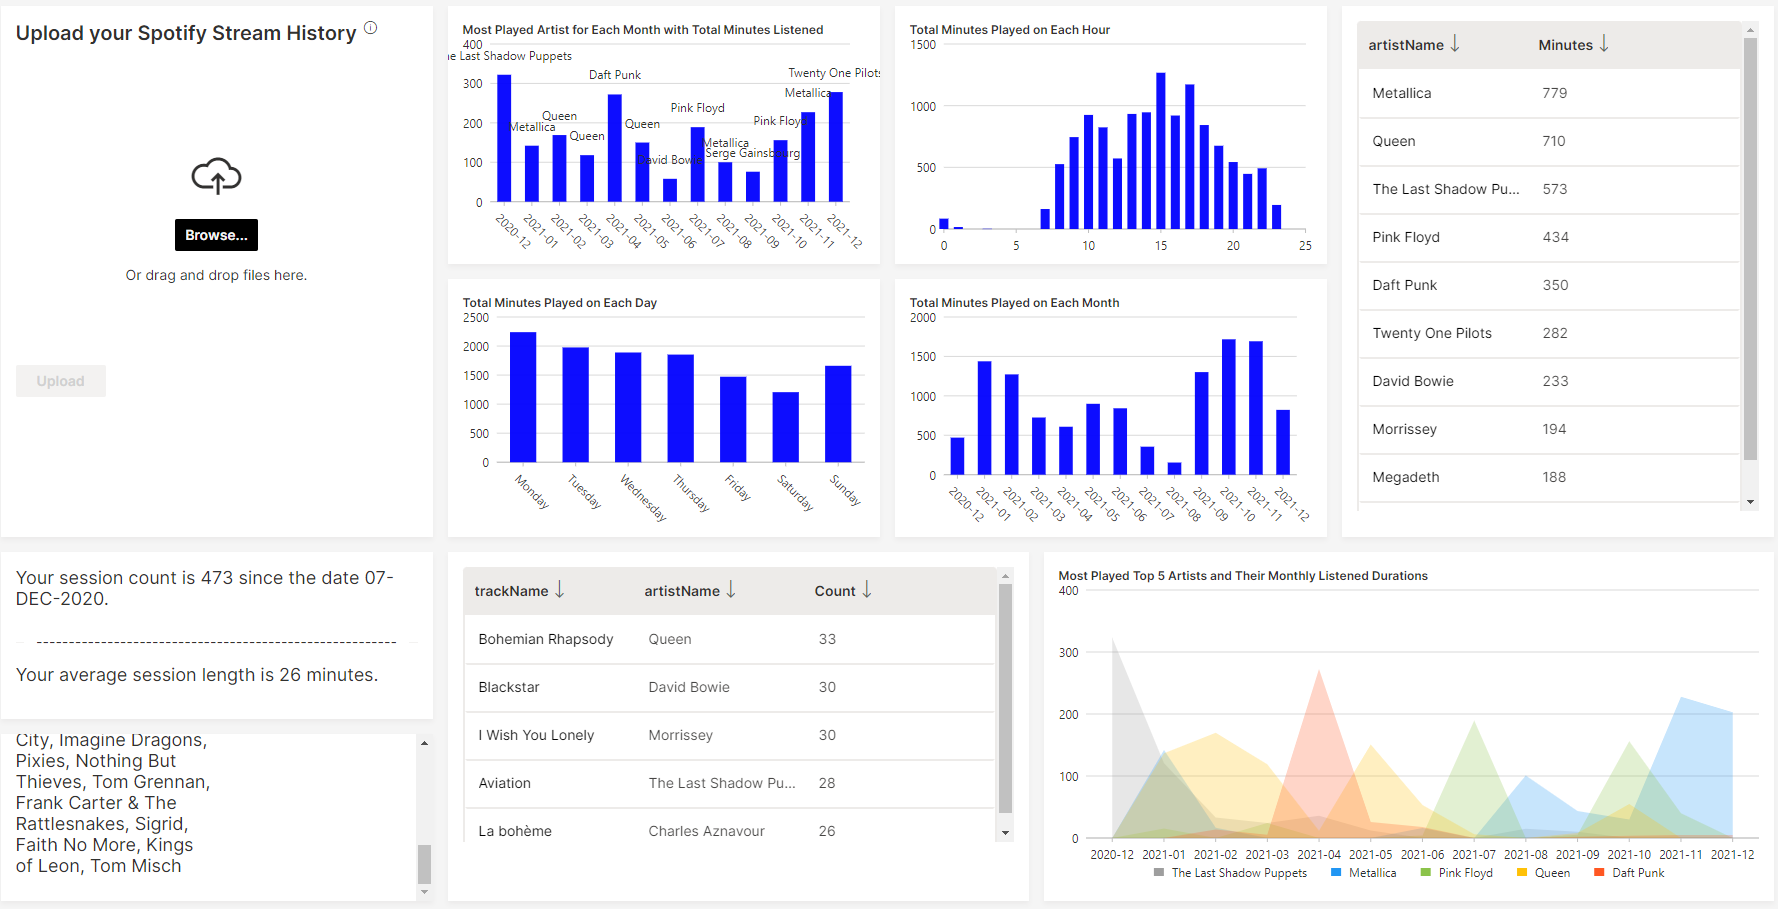 Upload your Spotify Stream History
Browse...
Or drag and drop files here.
Upload
Most Played Artist for Each Month with Total Minutes Listened
400
300
200
100
0
he Last Shadow Puppets
Metallica
Queen
Queen
Daft Punk
Queen
David Bowie
Pink Floyd
Metallica
Serge Gainsbourg
Pink Floyd
Metallica
Twenty One Pilots
2020-12
2021-01
2021-02
2021-03
2021-04
2021-05
2021-06
2021-07
2021-08
2021-09
2021-10
2021-11
2021-12
Total Minutes Played on Each Hour
1500
1000
500
0
0 5 10 15 20 25
artistName Minutes
Metallica 779
Queen 710
The Last Shadow Pu... 573
Pink Floyd 434
Daft Punk 350
Twenty One Pilots 282
David Bowie 233
Morrissey 194
Megadeth 188
Total Minutes Played on Each Day
2500
2000
1500
1000
500
0
Monday
Tuesday
Wednesday
Thursday
Friday
Saturday
Sunday
Total Minutes Played on Each Month
2000
1500
1000
500
0
2020-12
2021-01
2021-02
2021-03
2021-04
2021-05
2021-06
2021-07
2021-08
2021-09
2021-10
2021-11
2021-12
Your session count is 473 since the date 07-
DEC-2020.
--------------------------------------------------------
Your average session length is 26 minutes.
City, Imagine Dragons,
Pixies, Nothing But
Thieves, Tom Grennan,
Frank Carter & The
Rattlesnakes, Sigrid,
Faith No More, Kings
of Leon, Tom Misch
trackName artistName Count
Bohemian Rhapsody Queen 33
Blackstar David Bowie 30
I Wish You Lonely Morrissey 30
Aviation The Last Shadow Pu... 28
La bohème Charles Aznavour 26
Most Played Top 5 Artists and Their Monthly Listened Durations
400
300
200
100
0
2020-12 2021-01 2021-02 2021-03 2021-04 2021-05 2021-06 2021-07 2021-08 2021-09 2021-10 2021-11 2021-12
The Last Shadow Puppets Metallica Pink Floyd Queen Daft Punk